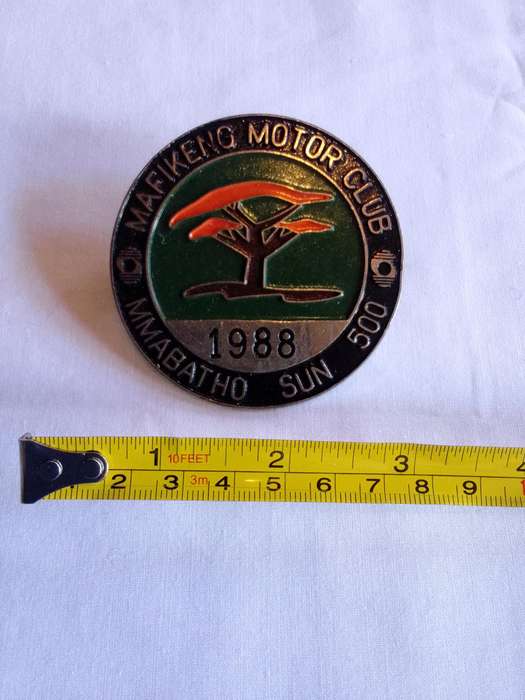 MAFIKENG MOTOR CLUB
1988
MMABATHO SUN 500
1 10FEET 2 3 4
2 3 3m 4 5 6 7 8 9